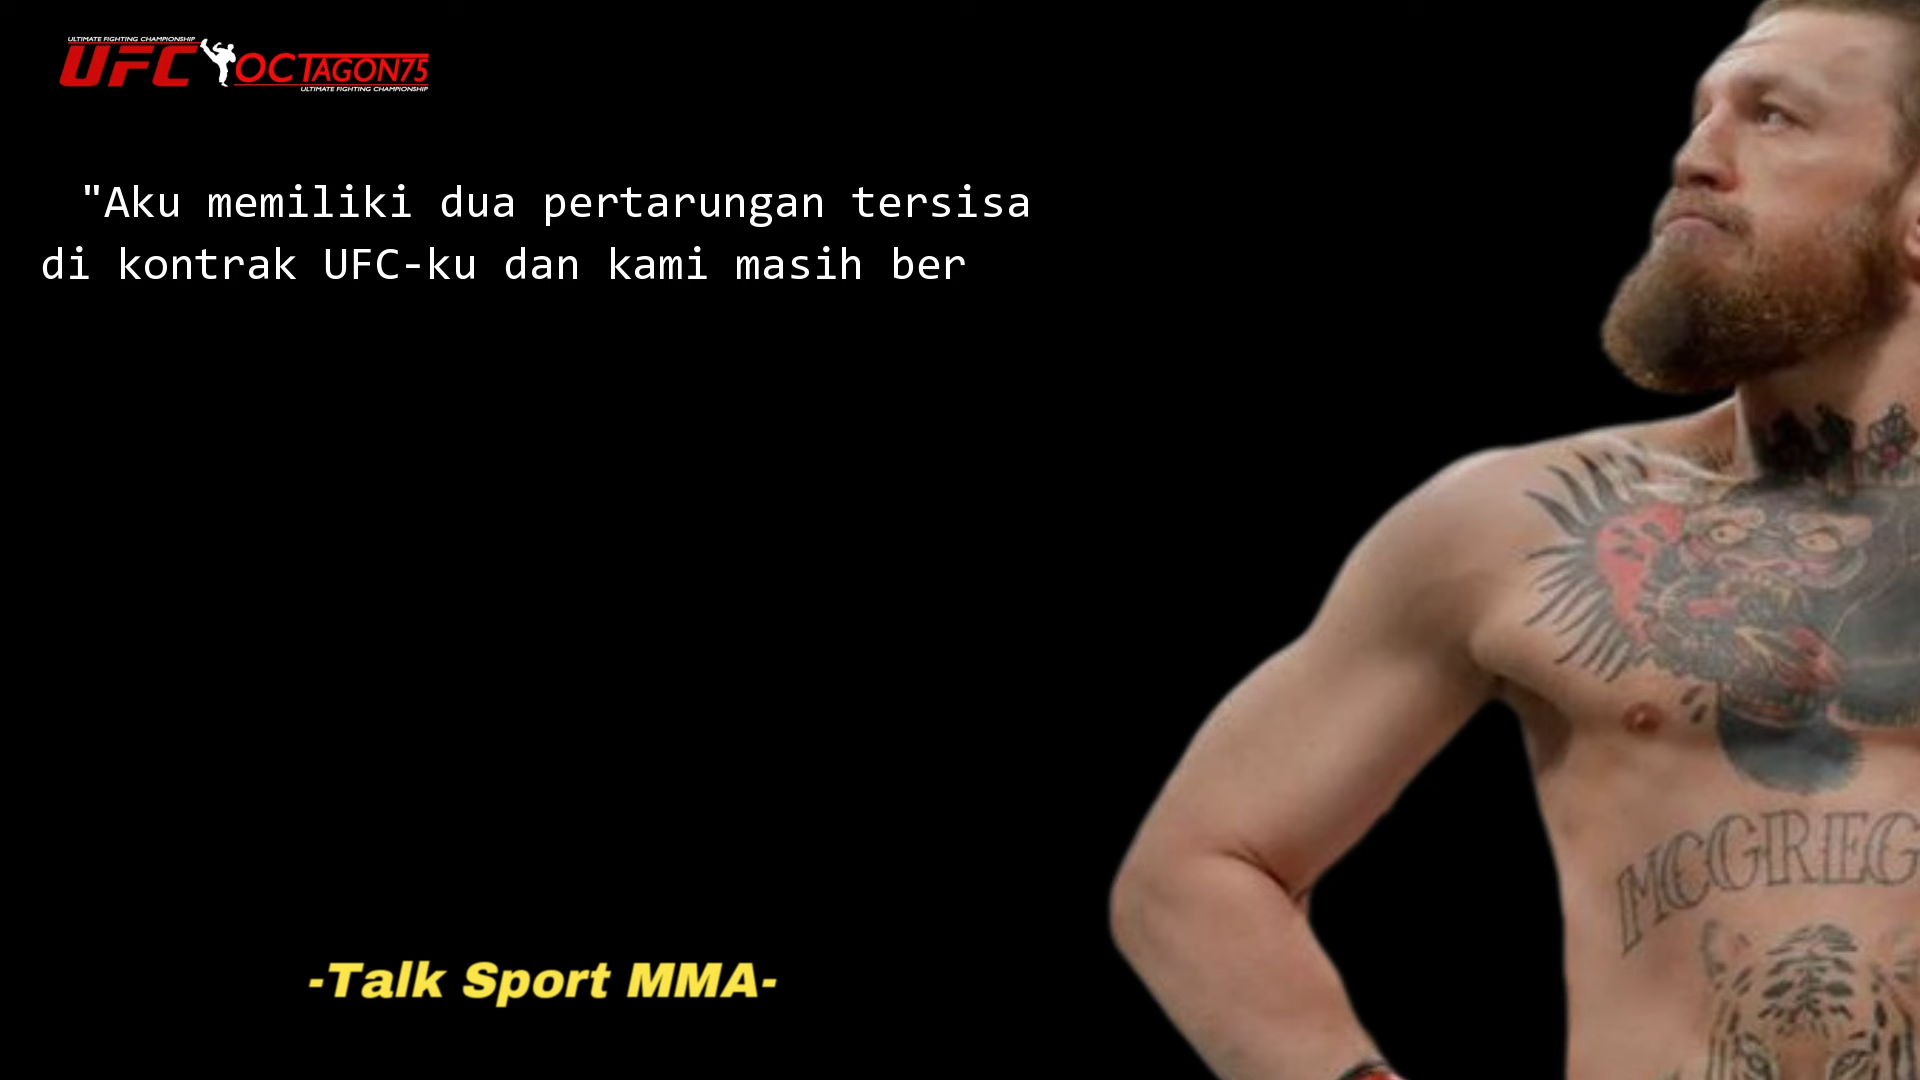 ULTIMATE FIGHTING CHAMPIONSHIP
UFC OCTAGON75
ULTIMATE FIGHTING CHAMPIONSHIP
"Aku memiliki dua pertarungan tersisa
di kontrak UFC-ku dan kami masih ber
MCGREG
-Talk Sport MMA-